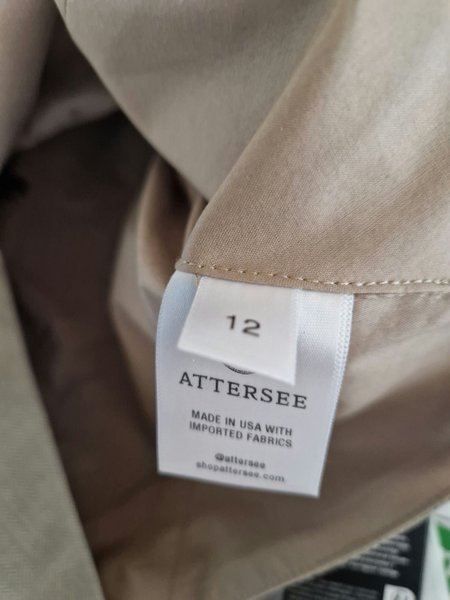 12
ATTERSEE
MADE IN USA WITH
IMPORTED FABRICS
@attersee
shopattersee.com